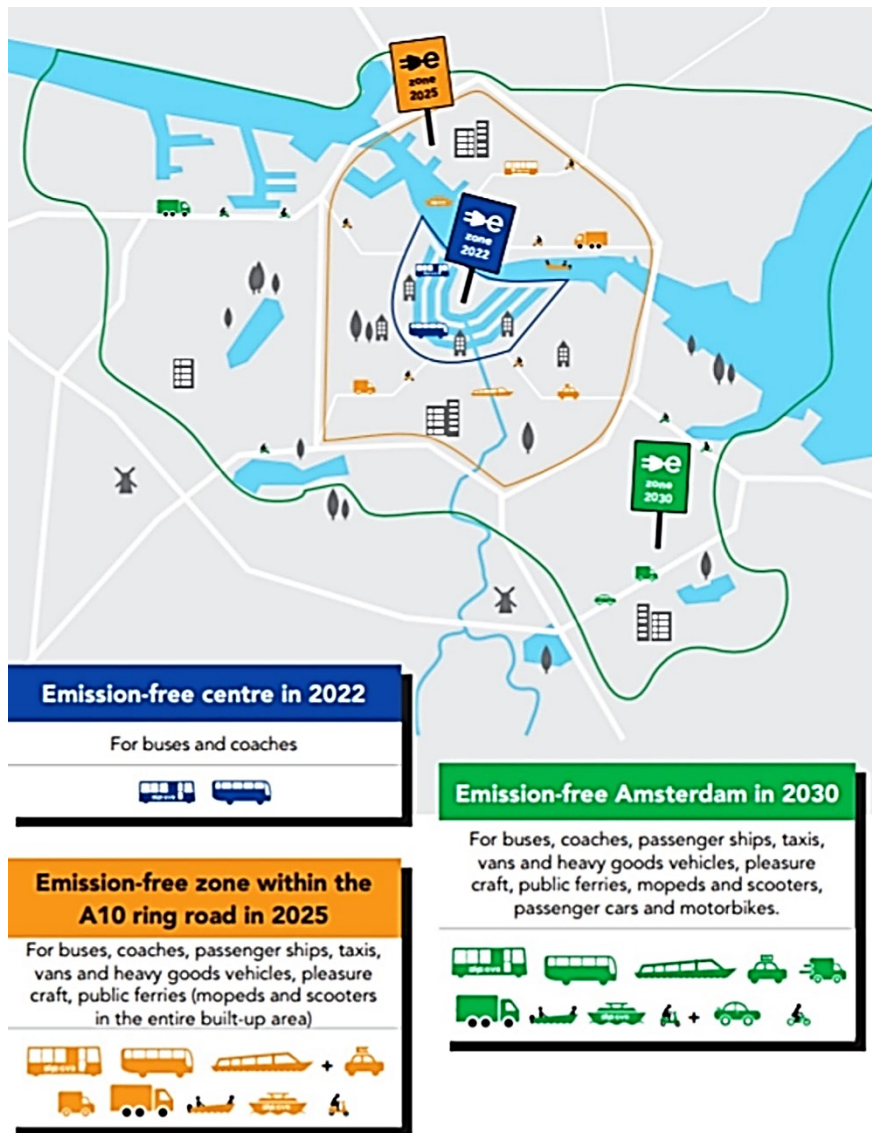 e
zone
2025
e
zone
2022
e
zone
2030
Emission-free centre in 2022
For buses and coaches
Emission-free zone within the
A10 ring road in 2025
For buses, coaches, passenger ships, taxis,
vans and heavy goods vehicles, pleasure
craft, public ferries (mopeds and scooters
in the entire built-up area)
+
Emission-free Amsterdam in 2030
For buses, coaches, passenger ships, taxis,
vans and heavy goods vehicles, pleasure
craft, public ferries, mopeds and scooters,
passenger cars and motorbikes.
+